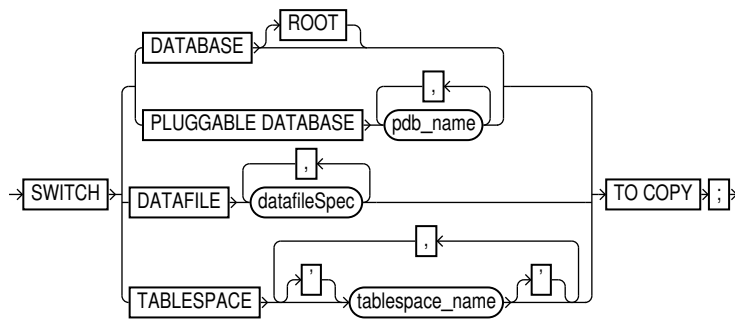 ROOT
DATABASE
,
PLUGGABLE DATABASE pdb_name
,
SWITCH DATAFILE datafileSpec TO COPY ;
,
' '
TABLESPACE tablespace_name